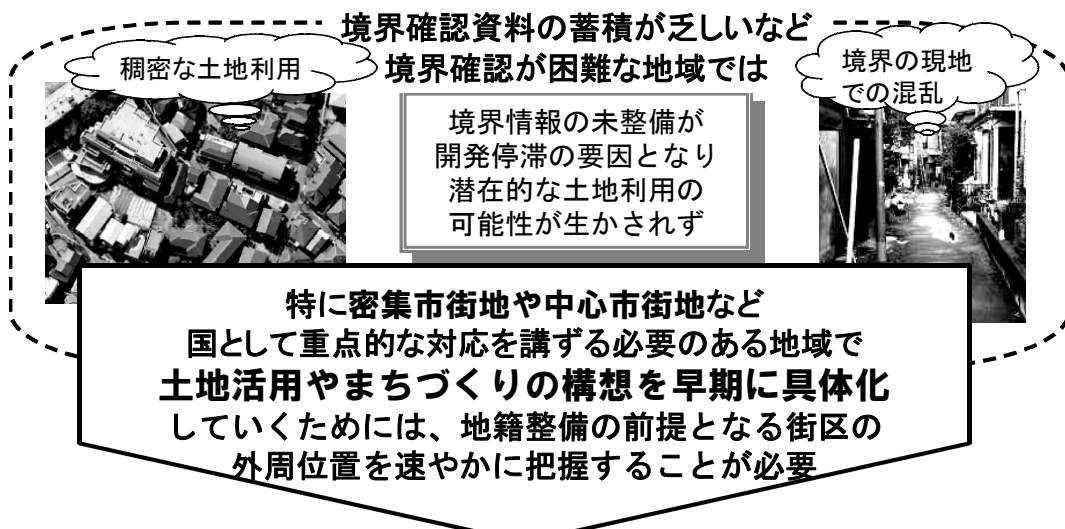 境界確認資料の蓄積が乏しいなど
境界確認が困難な地域では
稠密な土地利用
境界の現地
での混乱
境界情報の未整備が
開発停滞の要因となり
潜在的な土地利用の
可能性が生かされず
特に密集市街地や中心市街地など
国として重点的な対応を講ずる必要のある地域で
土地活用やまちづくりの構想を早期に具体化
していくためには、地籍整備の前提となる街区の
外周位置を速やかに把握することが必要